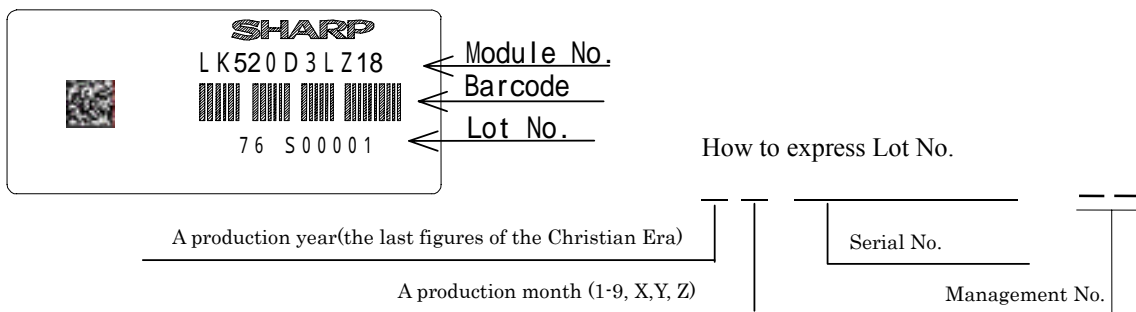 SHARP
LK520D3LZ18
Module No.
Barcode
76 S00001
Lot No.
How to express Lot No.
A production year(the last figures of the Christian Era)
Serial No.
A production month (1-9, X,Y, Z)
Management No.